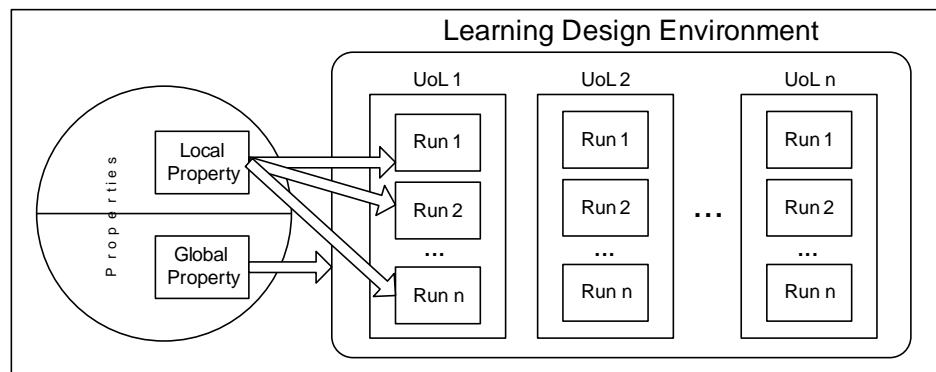 Learning Design Environment
Properties
Local
Property
Global
Property
UoL 1
Run 1
Run 2
...
Run n
UoL 2
Run 1
Run 2
...
Run n
...
UoL n
Run 1
Run 2
...
Run n